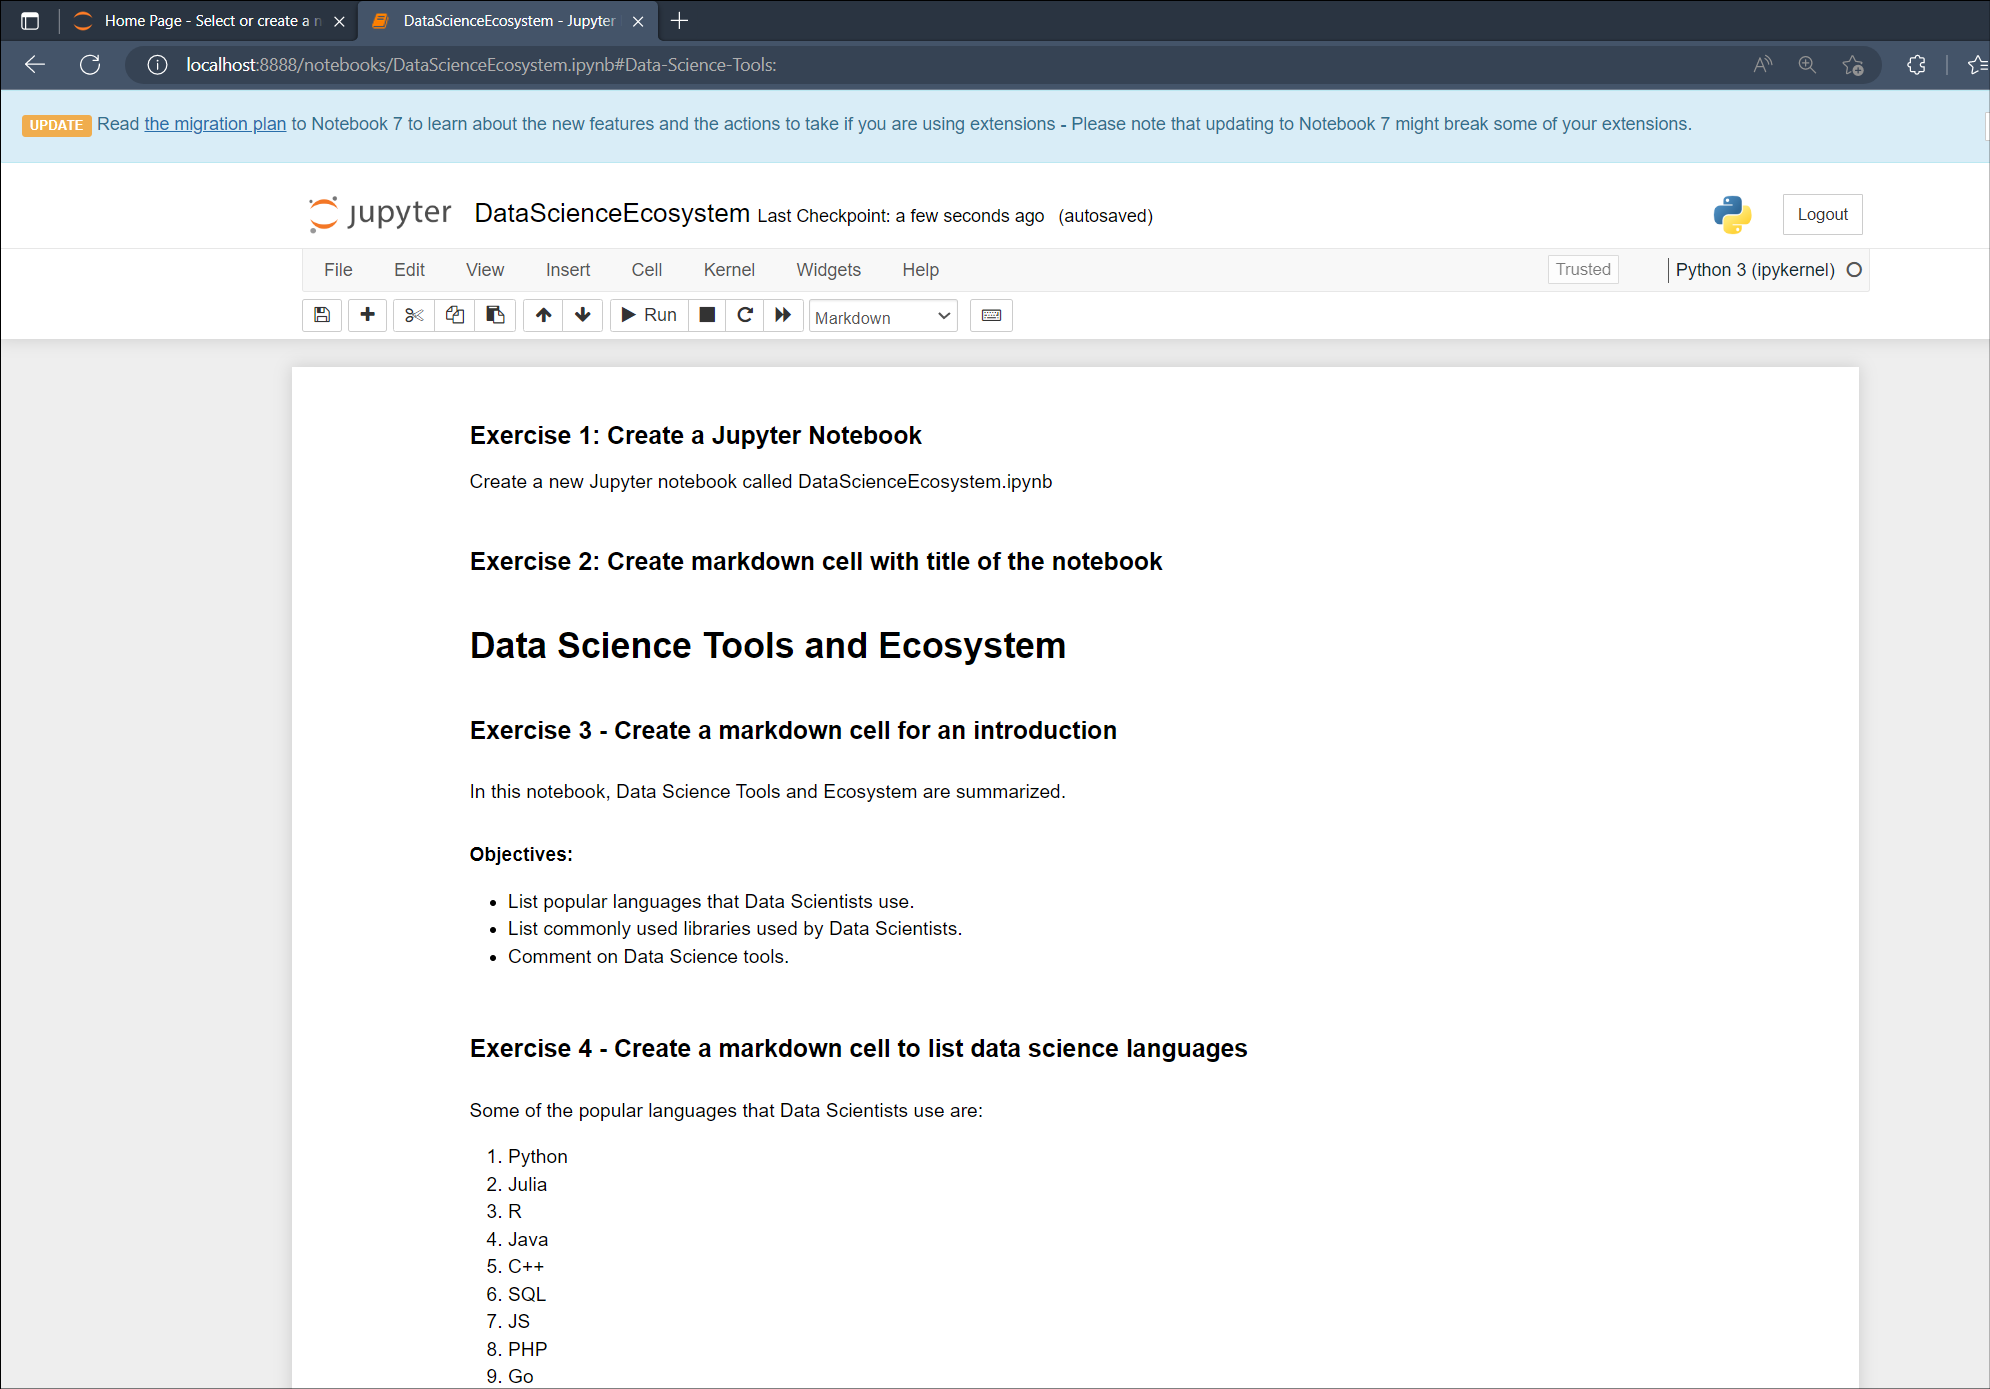 Home Page - Select or create a n
DataScienceEcosystem - Jupyter
localhost:8888/notebooks/DataScienceEcosystem.ipynb#Data-Science-Tools:
UPDATE Read the migration plan to Notebook 7 to learn about the new features and the actions to take if you are using extensions - Please note that updating to Notebook 7 might break some of your extensions.
jupyter DataScienceEcosystem Last Checkpoint: a few seconds ago (autosaved)
Logout
File Edit View Insert Cell Kernel Widgets Help
Trusted
Python 3 (ipykernel)
Run
Markdown
Exercise 1: Create a Jupyter Notebook
Create a new Jupyter notebook called DataScienceEcosystem.ipynb
Exercise 2: Create markdown cell with title of the notebook
Data Science Tools and Ecosystem
Exercise 3 - Create a markdown cell for an introduction
In this notebook, Data Science Tools and Ecosystem are summarized.
Objectives:
• List popular languages that Data Scientists use.
• List commonly used libraries used by Data Scientists.
• Comment on Data Science tools.
Exercise 4 - Create a markdown cell to list data science languages
Some of the popular languages that Data Scientists use are:
1. Python
2. Julia
3. R
4. Java
5. C++
6. SQL
7. JS
8. PHP
9. Go